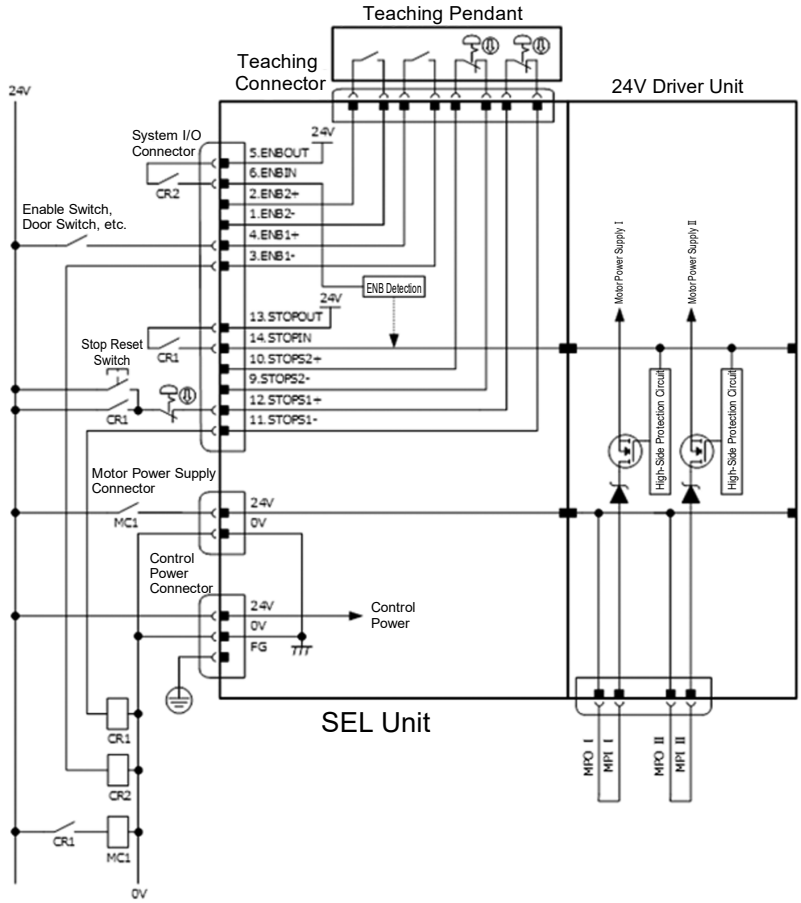 Teaching Pendant
Teaching
Connector
24V Driver Unit
24V
System I/O
Connector
24V
5.ENBOUT
6.ENBIN
CR2
2.ENB2+
1.ENB2-
Enable Switch,
Door Switch, etc.
4.ENB1+
3.ENB1-
ENB Detection
Motor Power Supply I
Motor Power Supply II
24V
13.STOPOUT
14.STOPIN
CR1
Stop Reset
Switch
10.STOPS2+
9.STOPS2-
CR1
12.STOPS1+
11.STOPS1-
High-Side Protection Circuit
High-Side Protection Circuit
Motor Power Supply
Connector
MC1
24V
0V
Control
Power
Connector
24V
0V
FG
Control
Power
SEL Unit
CR1
CR2
CR1
MC1
0V
MPO I
MPI I
MPO II
MPI II